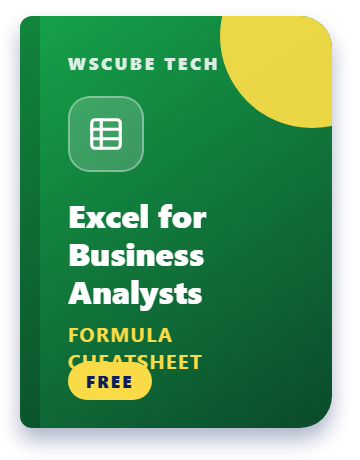 WSCUBE TECH
Excel for
Business
Analysts
FORMULA
CHEATSHEET
FREE